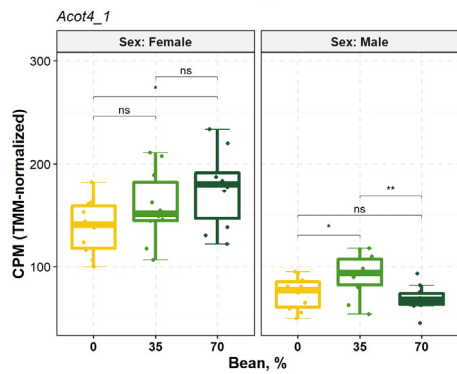 Acot4_1
Sex: Female
Sex: Male
CPM (TMM-normalized)
300
200
100
ns
*
ns
**
ns
*
0
35
70
0
35
70
Bean, %